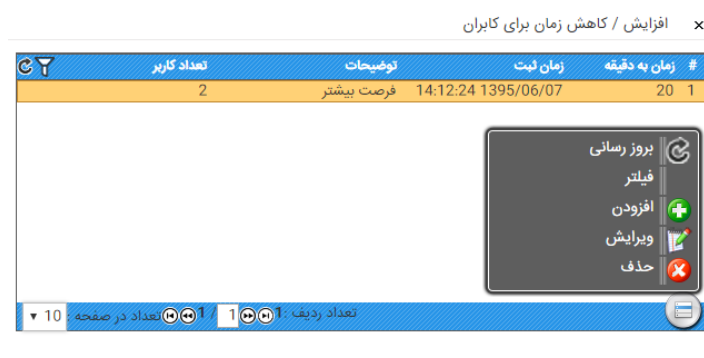 × افزایش / کاهش زمان برای کابران
# زمان به دقیقه زمان ثبت توضیحات تعداد کاربر
1 20 1395/06/07 14:12:24 فرصت بیشتر 2
بروز رسانی
فیلتر
افزودن
ویرایش
حذف
تعداد ردیف :1 1 / 1 تعداد در صفحه : 10